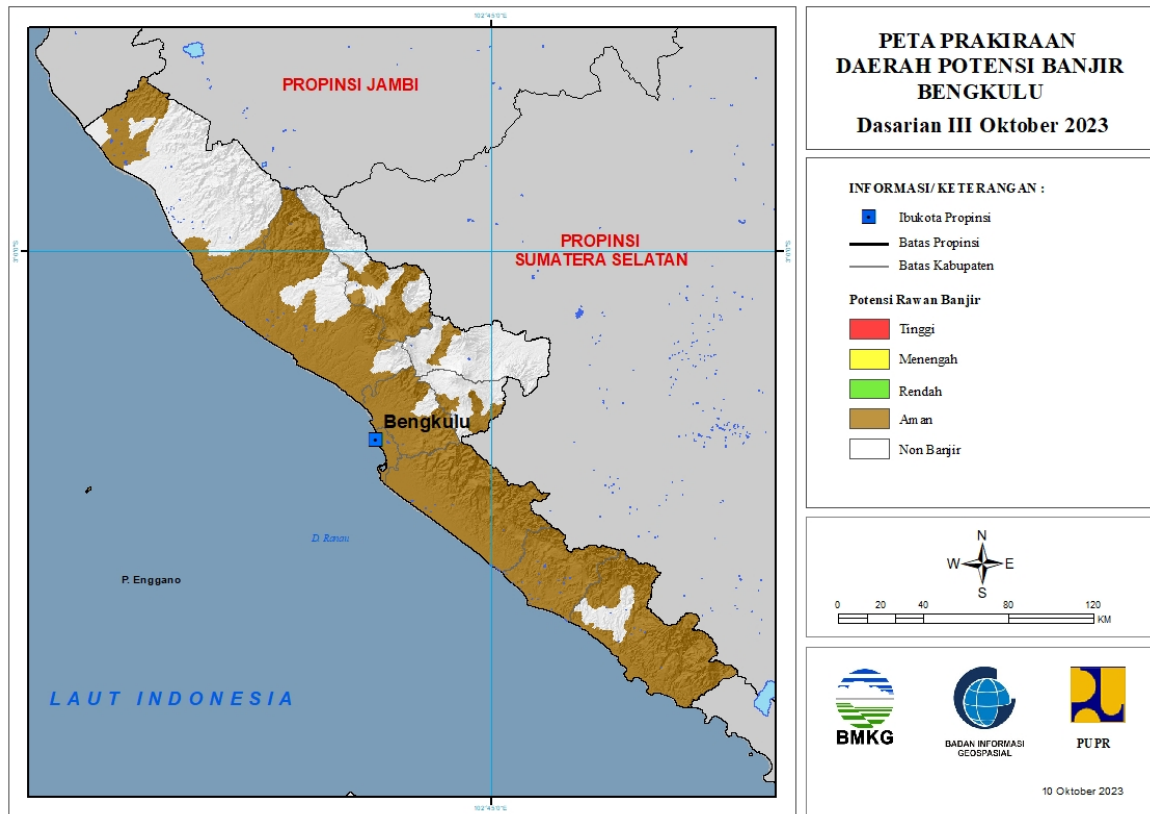 PETA PRAKIRAAN
DAERAH POTENSI BANJIR
BENGKULU
Dasarian III Oktober 2023
INFORMASI/ KETERANGAN :
Ibukota Propinsi
Batas Propinsi
Batas Kabupaten
Potensi Rawan Banjir
Tinggi
Menengah
Rendah
Aman
Non Banjir
N
W E
S
0 20 40 80 120
KM
BMKG
BADAN INFORMASI
GEOSPASIAL
PUPR
10 Oktober 2023
PROPINSI JAMBI
PROPINSI
SUMATERA SELATAN
Bengkulu
D. Ranau
P. Enggano
LAUT INDONESIA